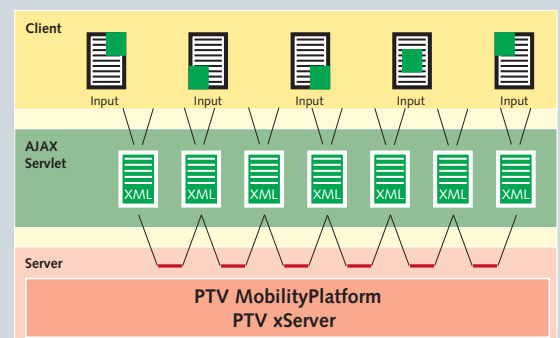 Client
Input Input Input Input Input
AJAX
Servlet
XML XML XML XML XML XML XML
Server
PTV MobilityPlatform
PTV xServer